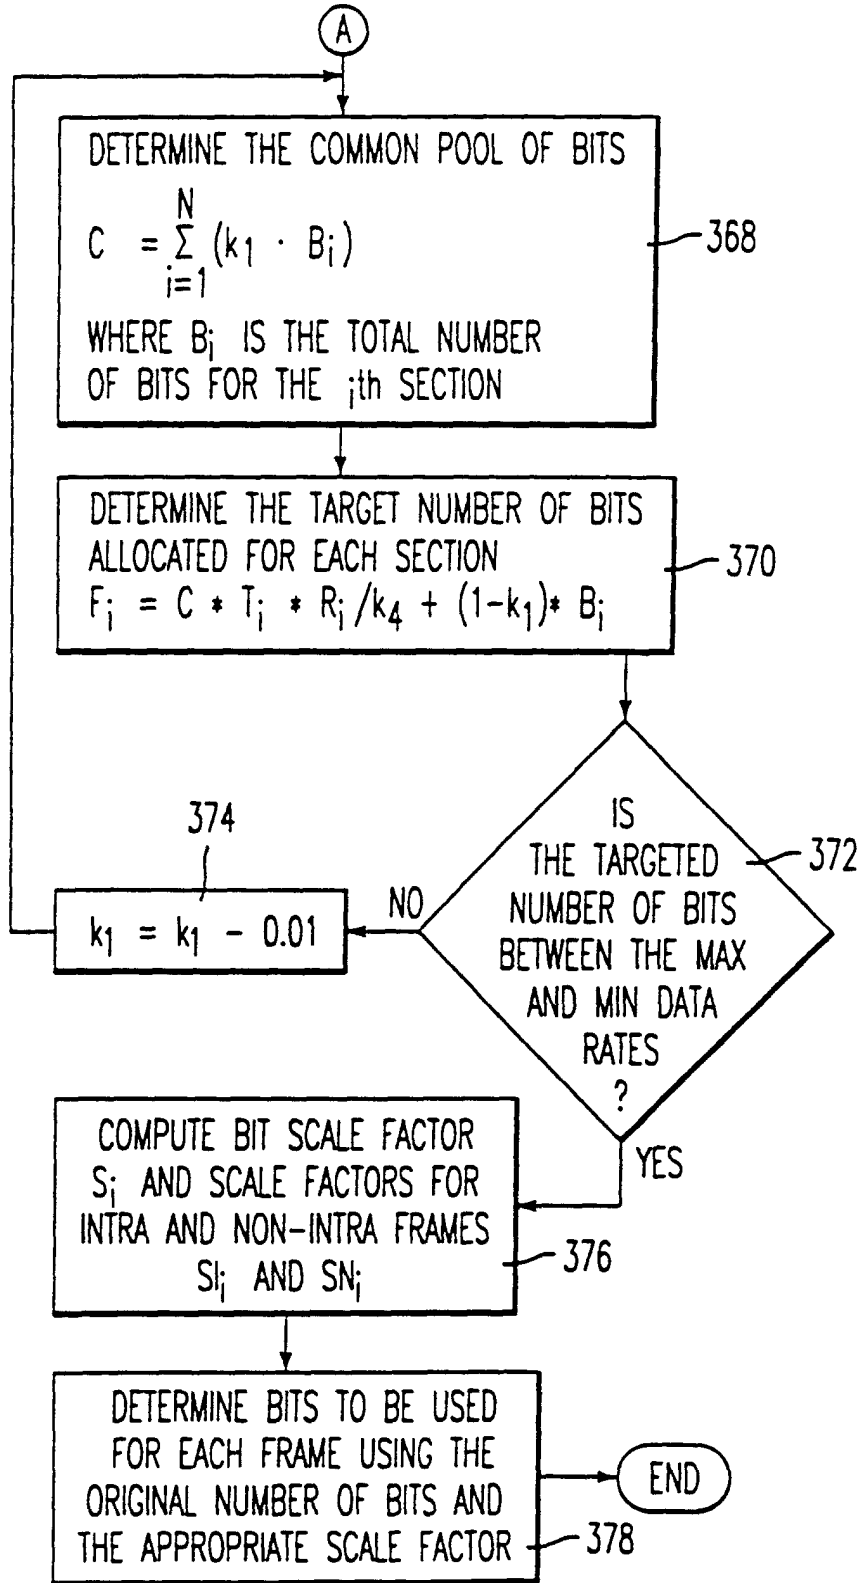 A
DETERMINE THE COMMON POOL OF BITS
N
C = Σ (k1 · Bi)
i=1
WHERE Bi IS THE TOTAL NUMBER
OF BITS FOR THE ith SECTION
368
DETERMINE THE TARGET NUMBER OF BITS
ALLOCATED FOR EACH SECTION
Fi = C * Ti * Ri/k4 + (1-k1)* Bi
370
IS
THE TARGETED
NUMBER OF BITS
BETWEEN THE MAX
AND MIN DATA
RATES
?
372
NO
374
k1 = k1 - 0.01
YES
COMPUTE BIT SCALE FACTOR
Si AND SCALE FACTORS FOR
INTRA AND NON-INTRA FRAMES
SIi AND SNi
376
DETERMINE BITS TO BE USED
FOR EACH FRAME USING THE
ORIGINAL NUMBER OF BITS AND
THE APPROPRIATE SCALE FACTOR
378
END